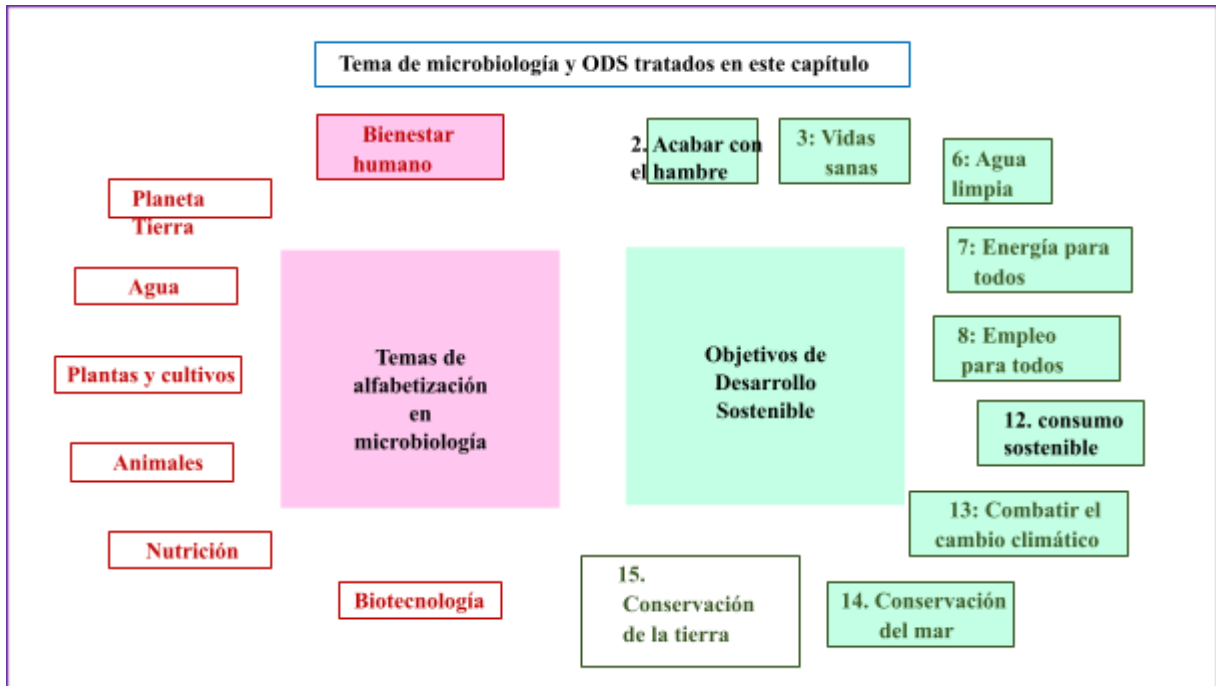 Tema de microbiología y ODS tratados en este capítulo
Bienestar
humano
Planeta
Tierra
Agua
Plantas y cultivos
Animales
Nutrición
Biotecnología
Temas de
alfabetización
en
microbiología
2. Acabar con
el hambre
3: Vidas
sanas
6: Agua
limpia
7: Energía para
todos
8: Empleo
para todos
12. consumo
sostenible
13: Combatir el
cambio climático
14. Conservación
del mar
15.
Conservación
de la tierra
Objetivos de
Desarrollo
Sostenible